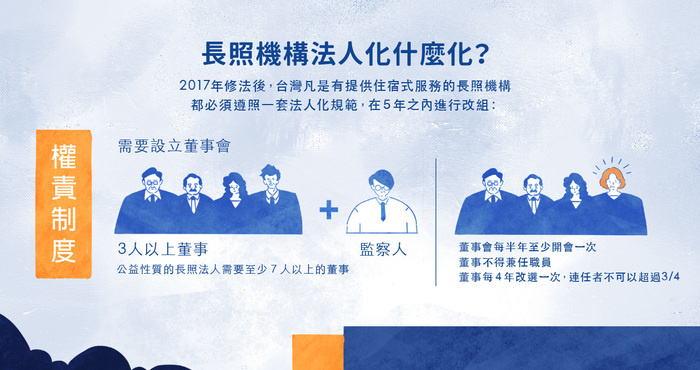 長照機構法人化什麼化？
2017年修法後，台灣凡是有提供住宿式服務的長照機構
都必須遵照一套法人化規範，在5年之內進行改組：
權責制度
需要設立董事會
3人以上董事
公益性質的長照法人需要至少7人以上的董事
+
監察人
董事會每半年至少開會一次
董事不得兼任職員
董事每4年改選一次，連任者不可以超過3/4